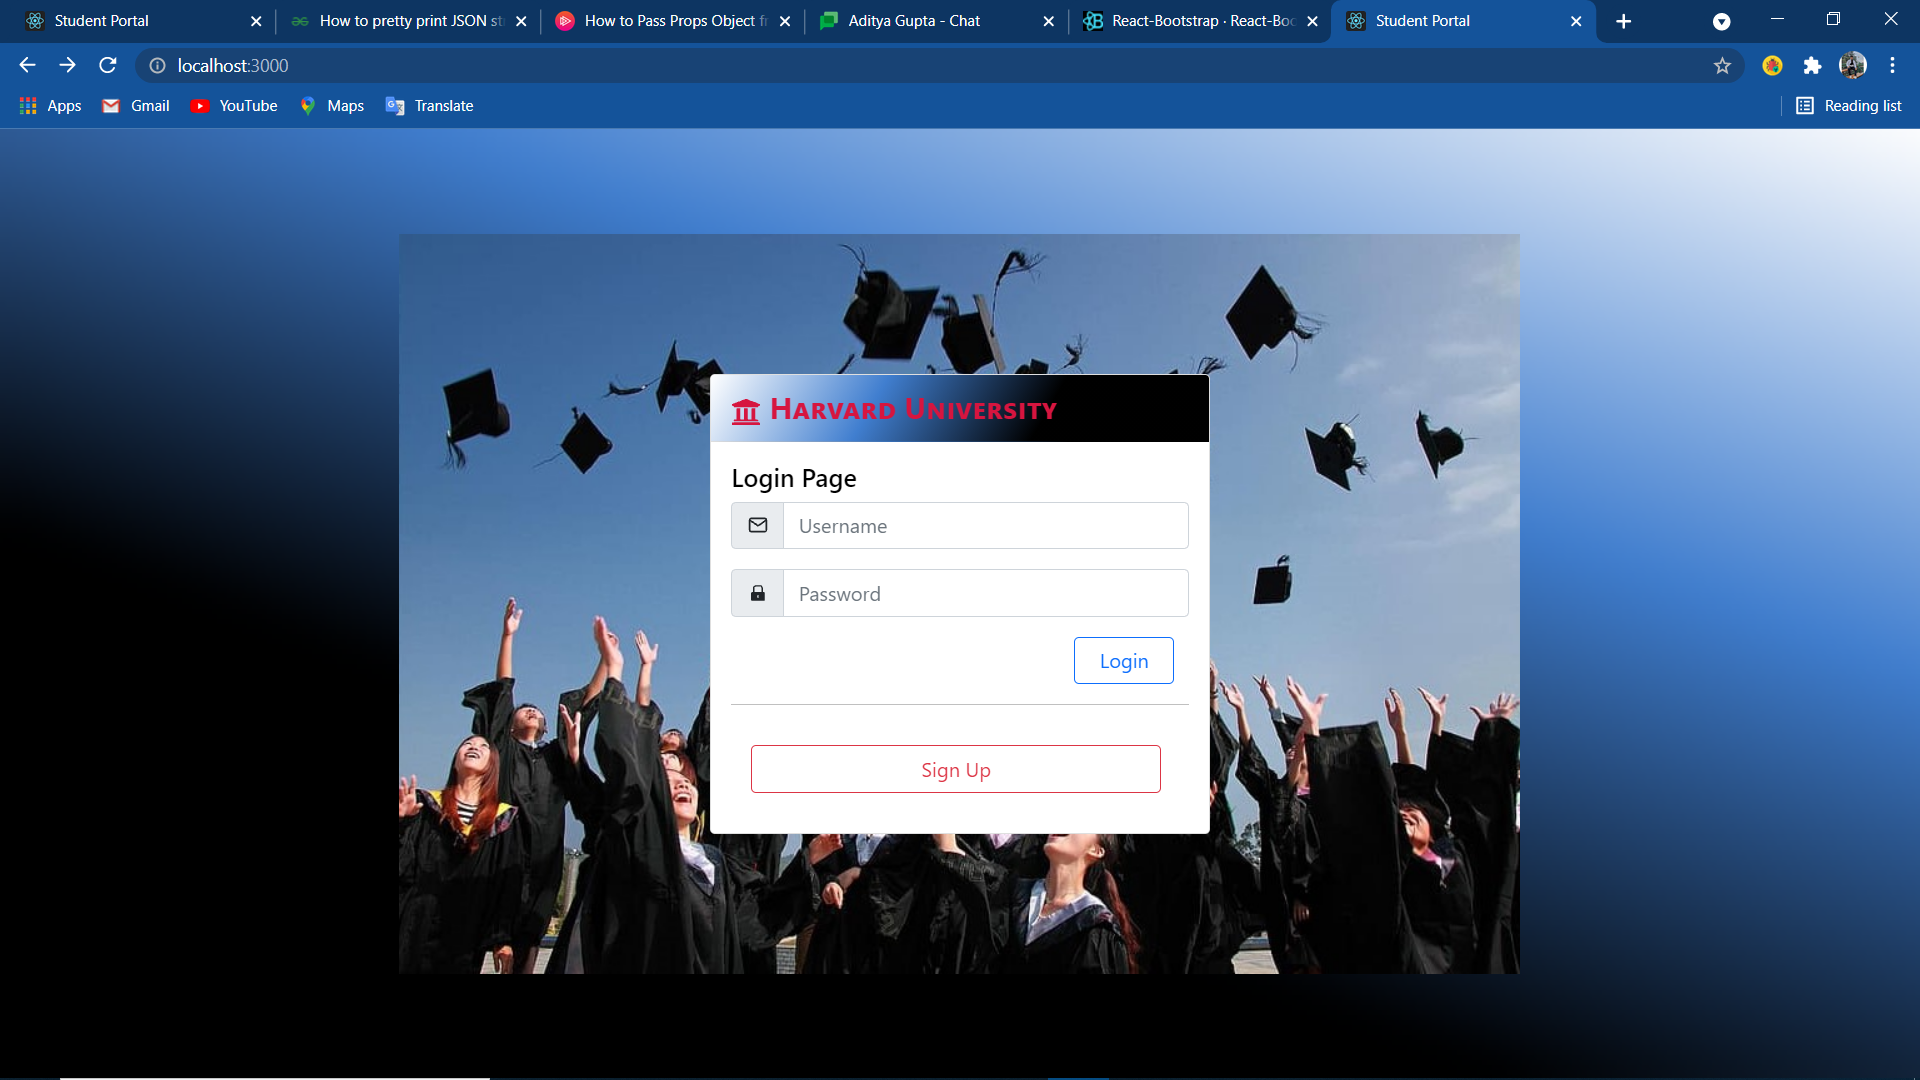 Student Portal
How to pretty print JSON st
How to Pass Props Object f
Aditya Gupta - Chat
React-Bootstrap · React-Boo
Student Portal
localhost:3000
Apps
Gmail
YouTube
Maps
Translate
Reading list
Harvard University
Login Page
Username
Password
Login
Sign Up